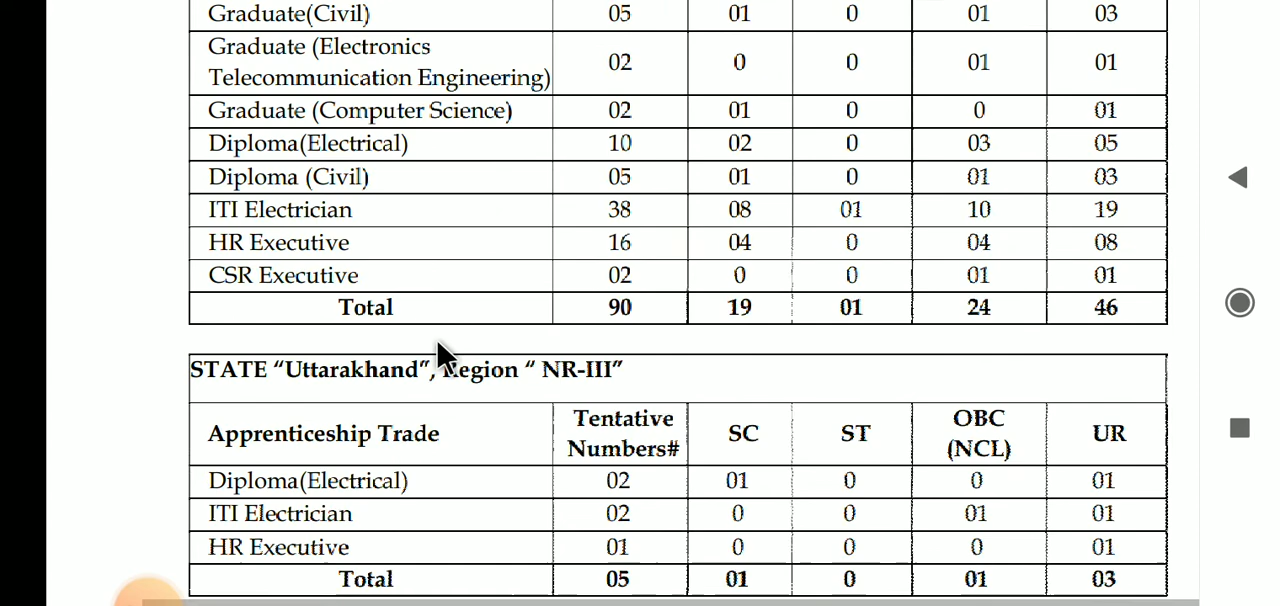 Graduate(Civil) 05 01 0 01 03
Graduate (Electronics
Telecommunication Engineering) 02 0 0 01 01
Graduate (Computer Science) 02 01 0 0 01
Diploma(Electrical) 10 02 0 03 05
Diploma (Civil) 05 01 0 01 03
ITI Electrician 38 08 01 10 19
HR Executive 16 04 0 04 08
CSR Executive 02 0 0 01 01
Total 90 19 01 24 46
STATE “Uttarakhand”, Region “ NR-III”
Apprenticeship Trade Tentative Numbers# SC ST OBC (NCL) UR
Diploma(Electrical) 02 01 0 0 01
ITI Electrician 02 0 0 01 01
HR Executive 01 0 0 0 01
Total 05 01 0 01 03